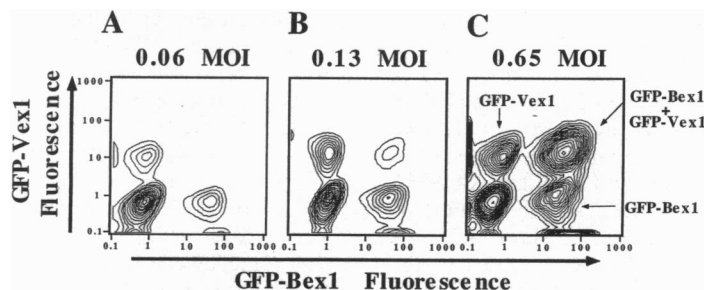 A
B
C
0.06 MOI
0.13 MOI
0.65 MOI
GFP-Vex1
Fluorescence
1000
100
10
1
0.1
GFP-Vex1
GFP-Bex1
+
GFP-Vex1
GFP-Bex1
0.1 1 10 100 1000
0.1 1 10 100 1000
0.1 1 10 100 1000
GFP-Bex1 Fluorescence